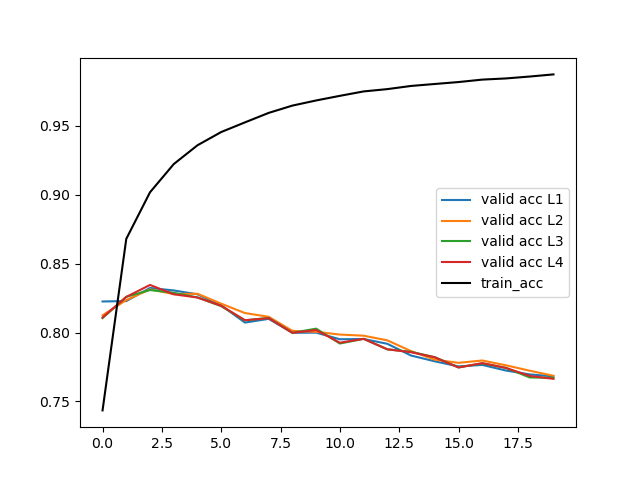 0.95
0.90
0.85
0.80
0.75
valid acc L1
valid acc L2
valid acc L3
valid acc L4
train_acc
0.0 2.5 5.0 7.5 10.0 12.5 15.0 17.5